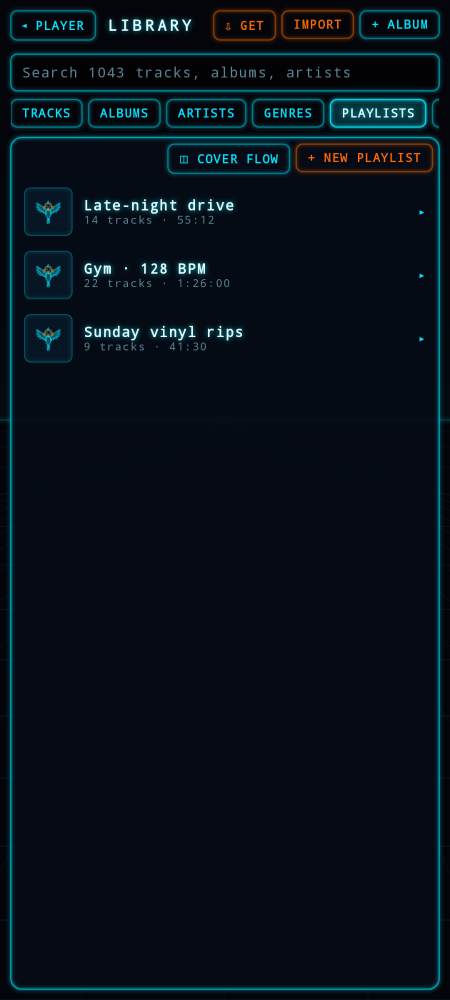 ◂ PLAYER LIBRARY ⇩ GET IMPORT + ALBUM
Search 1043 tracks, albums, artists
TRACKS ALBUMS ARTISTS GENRES PLAYLISTS
◫ COVER FLOW + NEW PLAYLIST
Late-night drive
14 tracks · 55:12
Gym · 128 BPM
22 tracks · 1:26:00
Sunday vinyl rips
9 tracks · 41:30